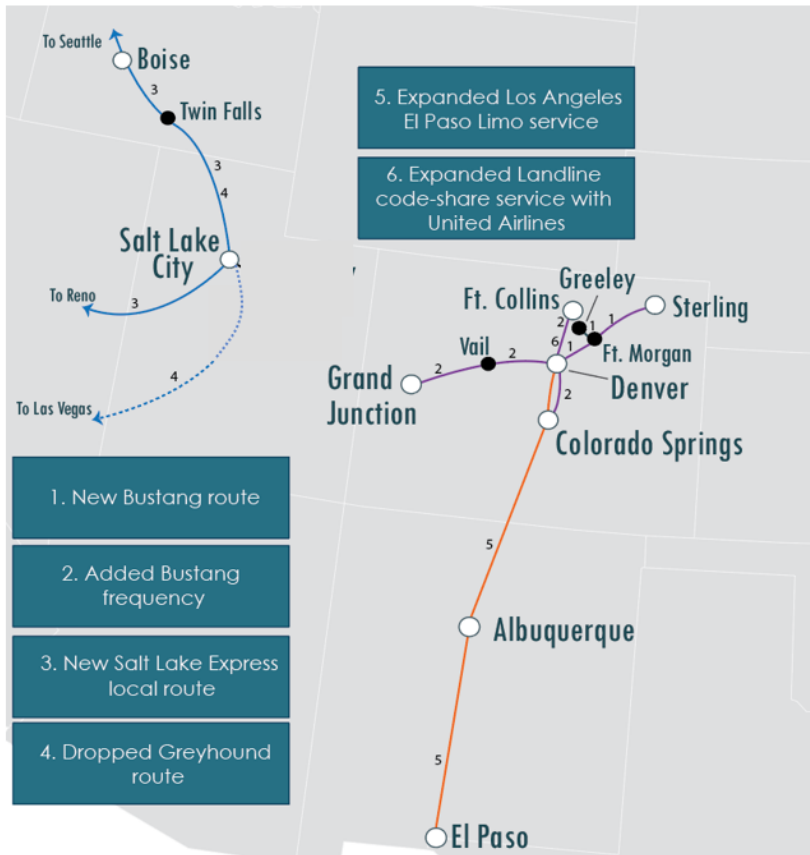 To Seattle
Boise
3
Twin Falls
3
4
Salt Lake
City
To Reno
3
4
To Las Vegas
5. Expanded Los Angeles
El Paso Limo service
6. Expanded Landline
code-share service with
United Airlines
Greeley
Ft. Collins
Sterling
2
1
1
6
1
Ft. Morgan
Vail
2
2
Grand
Junction
Denver
2
Colorado Springs
1. New Bustang route
2. Added Bustang
frequency
3. New Salt Lake Express
local route
4. Dropped Greyhound
route
5
Albuquerque
5
El Paso